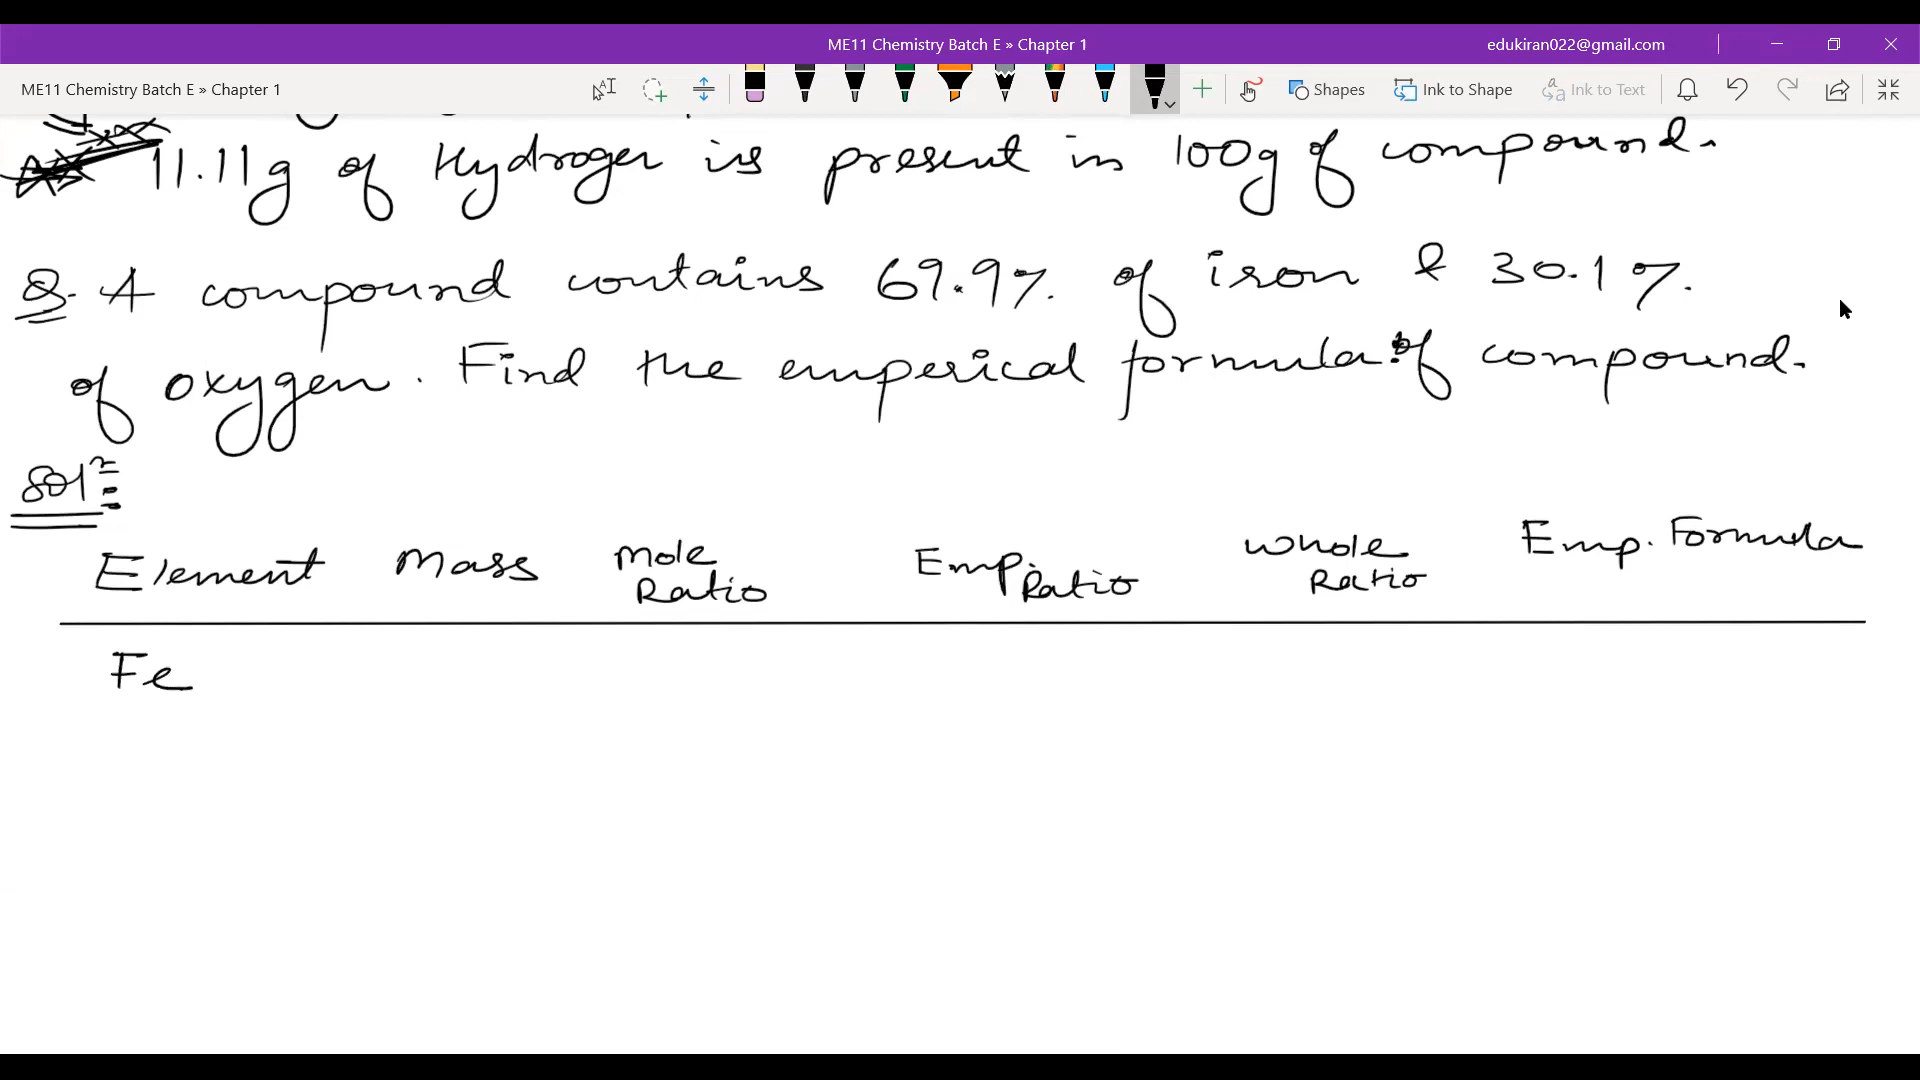 ME11 Chemistry Batch E » Chapter 1
edukiran022@gmail.com
ME11 Chemistry Batch E » Chapter 1
Shapes
Ink to Shape
Ink to Text
11.11g of Hydrogen is present in 100g of compound.
Q. A compound contains 69.9% of iron & 30.1%
of oxygen. Find the emperical formula of compound.
Solⁿ
Element Mass Mole Ratio Emp. Ratio Whole Ratio Emp. Formula
Fe